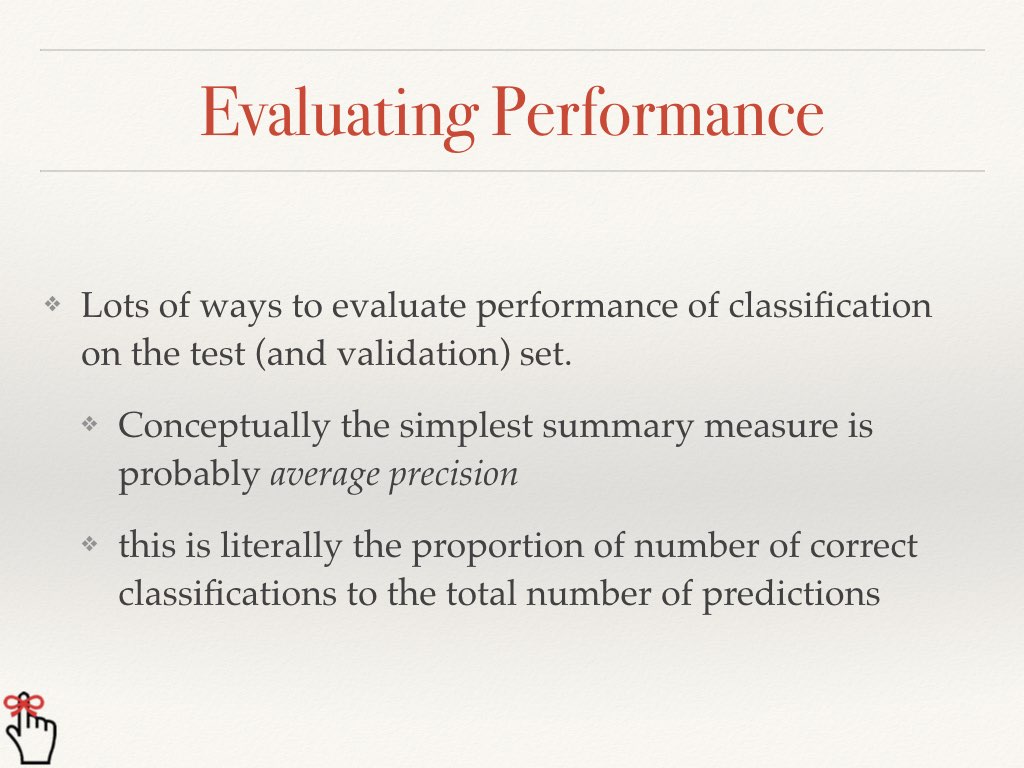 Evaluating Performance
Lots of ways to evaluate performance of classification
on the test (and validation) set.
Conceptually the simplest summary measure is
probably average precision
this is literally the proportion of number of correct
classifications to the total number of predictions